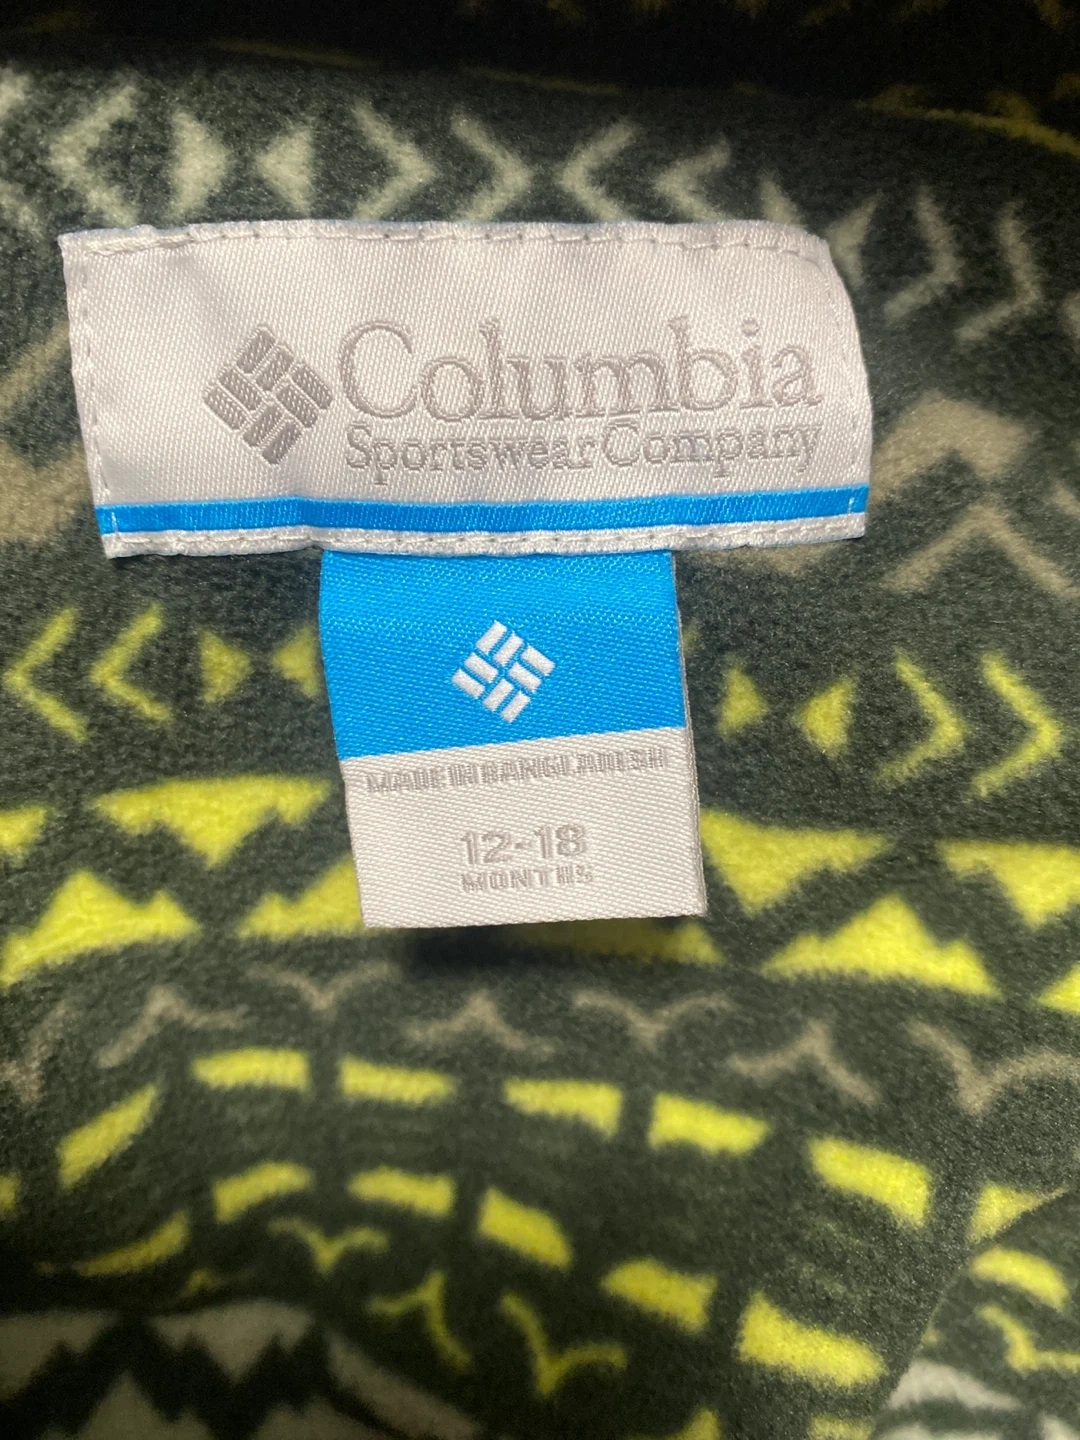 Columbia
Sportswear Company
MADE IN BANGLADESH
12-18
MONTHS